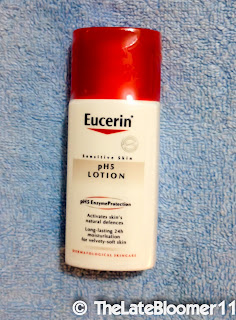 Eucerin
Sensitive Skin
pH5
LOTION
pH5 EnzymeProtection
Activates skin's
natural defences
Long-lasting 24h
moisturisation
for velvety-soft skin
DERMATOLOGICAL SKINCARE
© TheLateBloomer11